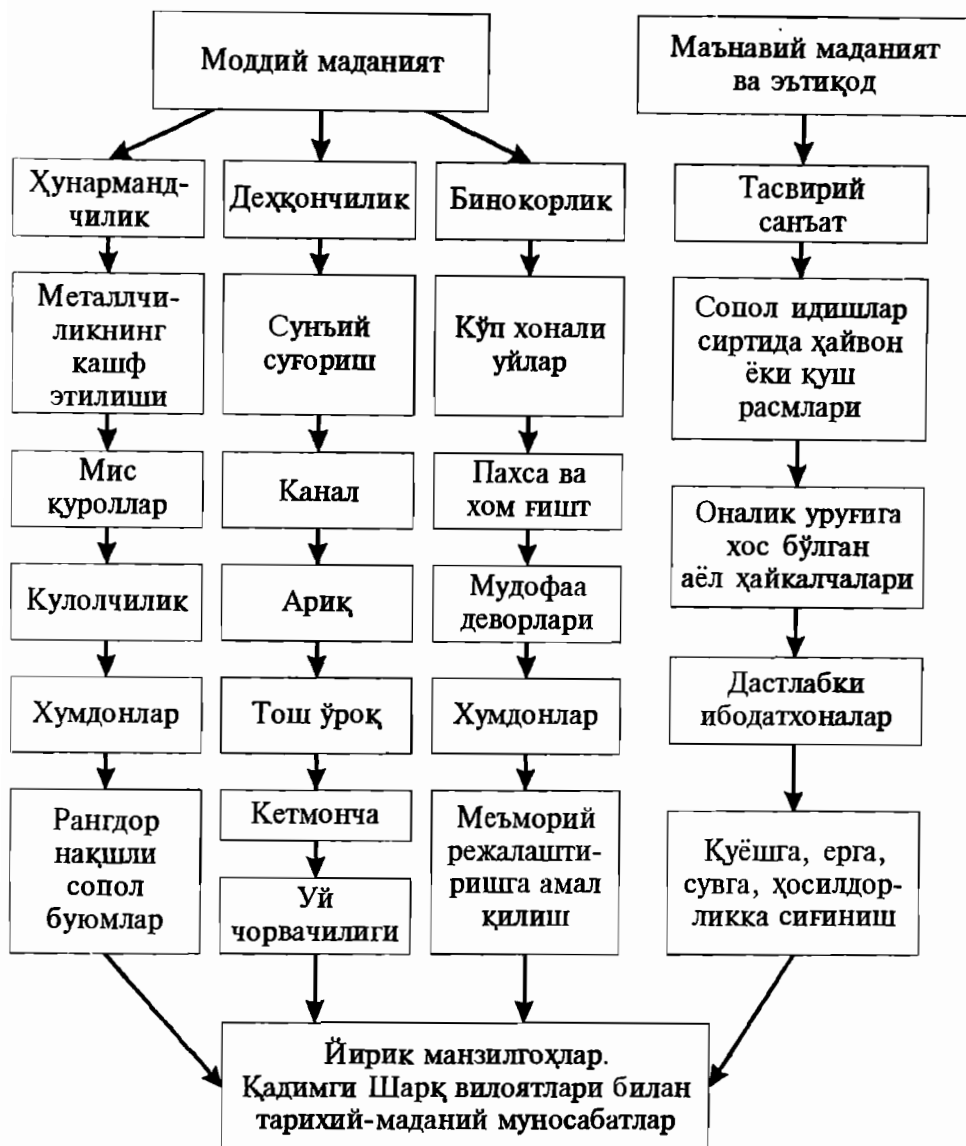 Моддий маданият
Маънавий маданият
ва эътиқод
Ҳунарманд-
чилик
Металлчи-
ликнинг
кашф
этилиши
Мис
қуроллар
Кулолчилик
Хумдонлар
Рангдор
нақшли
сопол
буюмлар
Деҳқончилик
Сунъий
суғориш
Канал
Ариқ
Тош ўроқ
Кетмонча
Уй
чорвачилиги
Бинокорлик
Кўп хонали
уйлар
Пахса ва
хом ғишт
Мудофаа
деворлари
Хумдонлар
Меъморий
режалашти-
ришга амал
қилиш
Тасвирий
санъат
Сопол идишлар
сиртида ҳайвон
ёки қуш
расмлари
Оналик уруғига
хос бўлган
аёл ҳайкалчалари
Дастлабки
ибодатхоналар
Қуёшга, ерга,
сувга, ҳосилдор-
ликка сиғиниш
Йирик манзилгоҳлар.
Қадимги Шарқ вилоятлари билан
тарихий-маданий муносабатлар